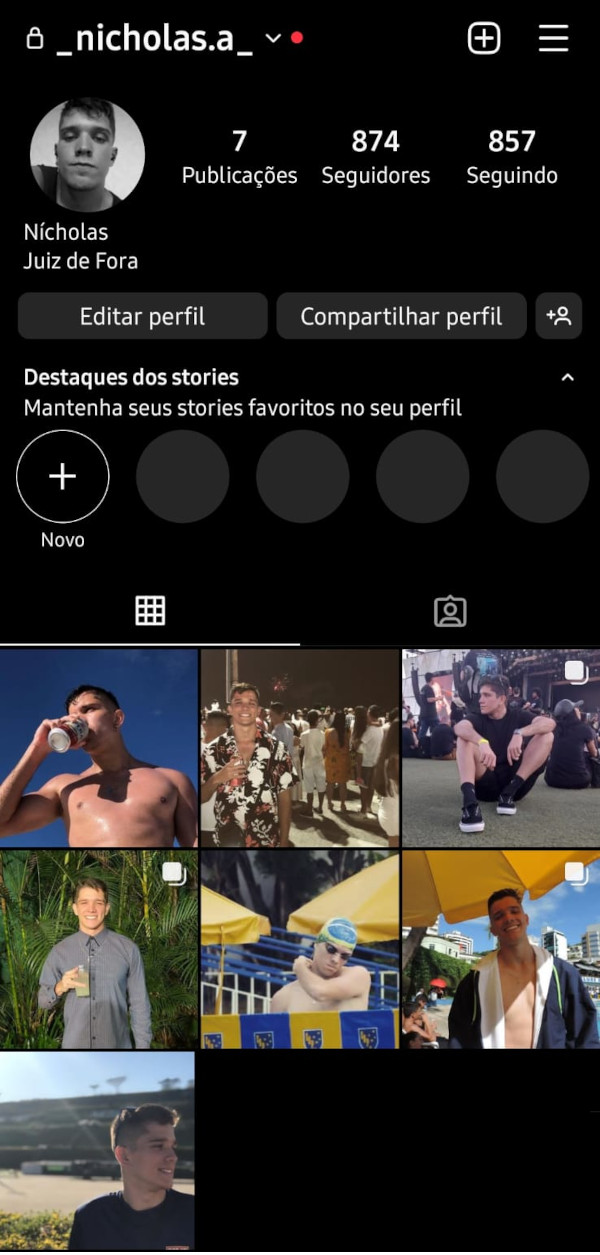 _nicholas.a_
7 874 857
Publicações Seguidores Seguindo
Nícholas
Juiz de Fora
Editar perfil Compartilhar perfil
Destaques dos stories
Mantenha seus stories favoritos no seu perfil
Novo